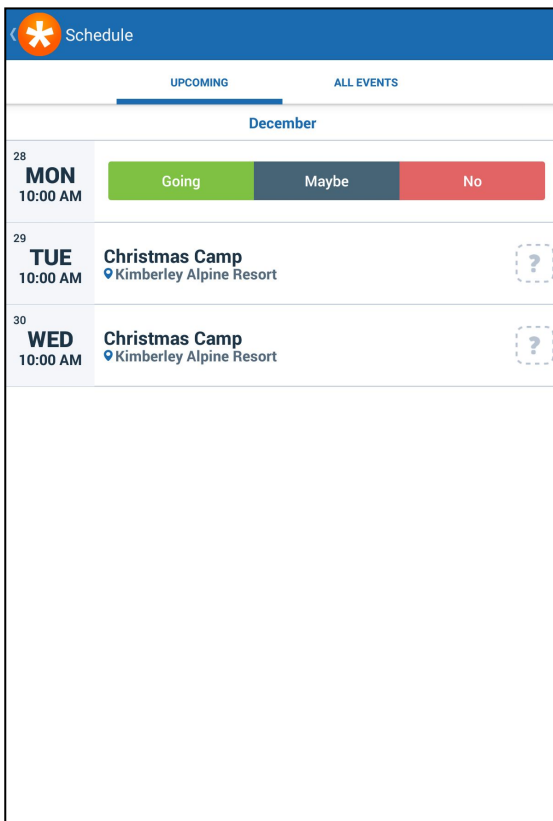 Schedule
UPCOMING ALL EVENTS
December
28
MON
10:00 AM
Going Maybe No
29
TUE
10:00 AM
Christmas Camp
Kimberley Alpine Resort
?
30
WED
10:00 AM
Christmas Camp
Kimberley Alpine Resort
?